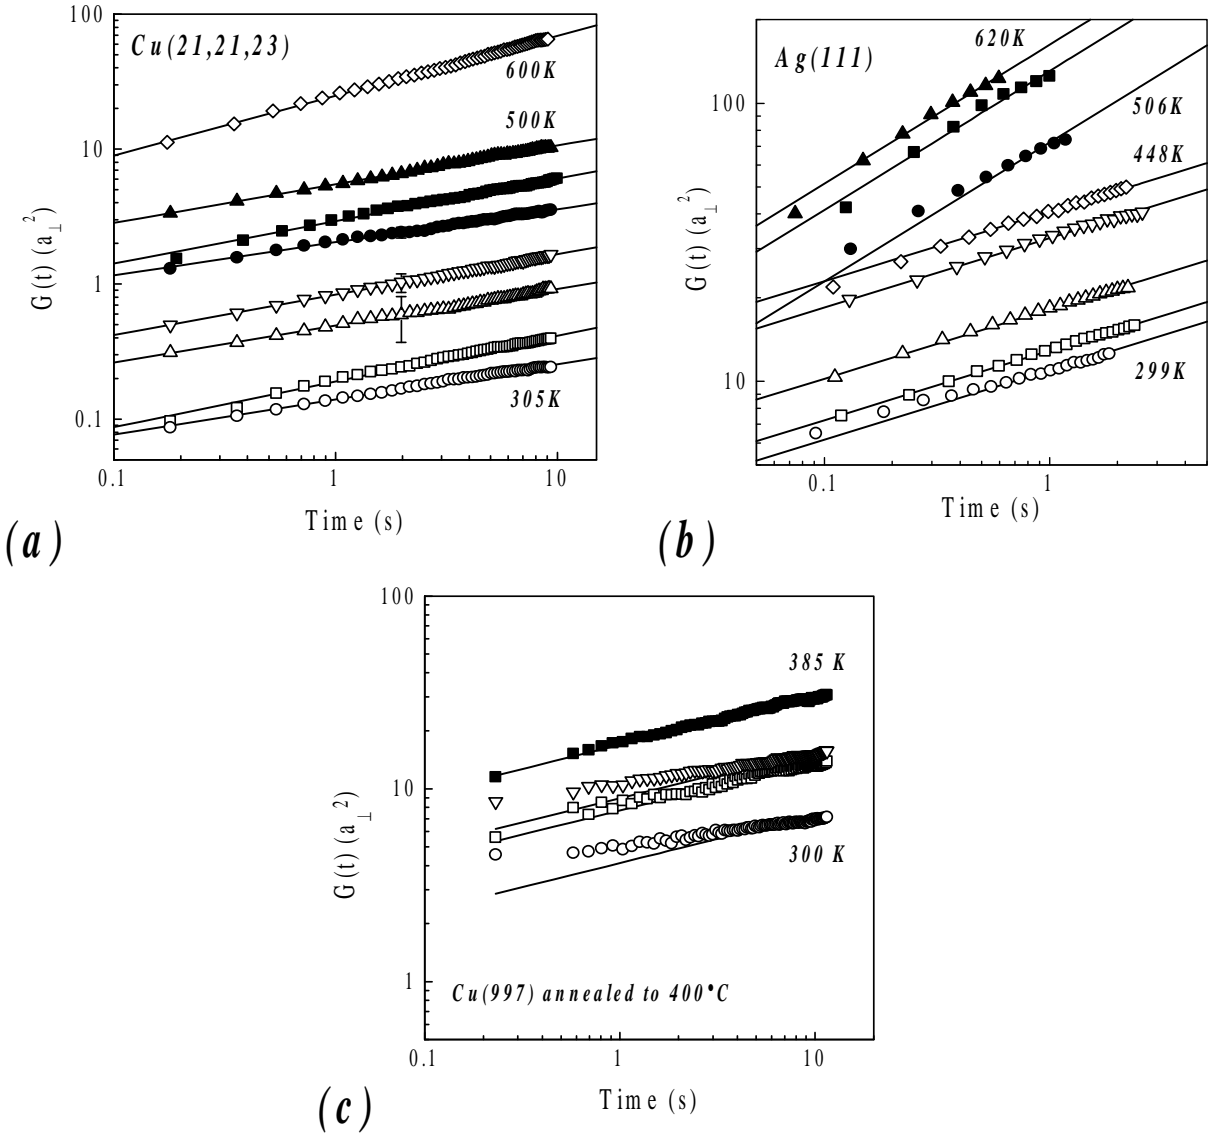 100
10
1
0.1
G(t) (a⊥²)
Cu(21,21,23)
600K
500K
305K
0.1
1
10
Time (s)
(a)
100
10
G(t) (a⊥²)
Ag(111)
620K
506K
448K
299K
0.1
1
Time (s)
(b)
100
10
1
G(t) (a⊥²)
385 K
300 K
Cu(997) annealed to 400°C
0.1
1
10
Time (s)
(c)